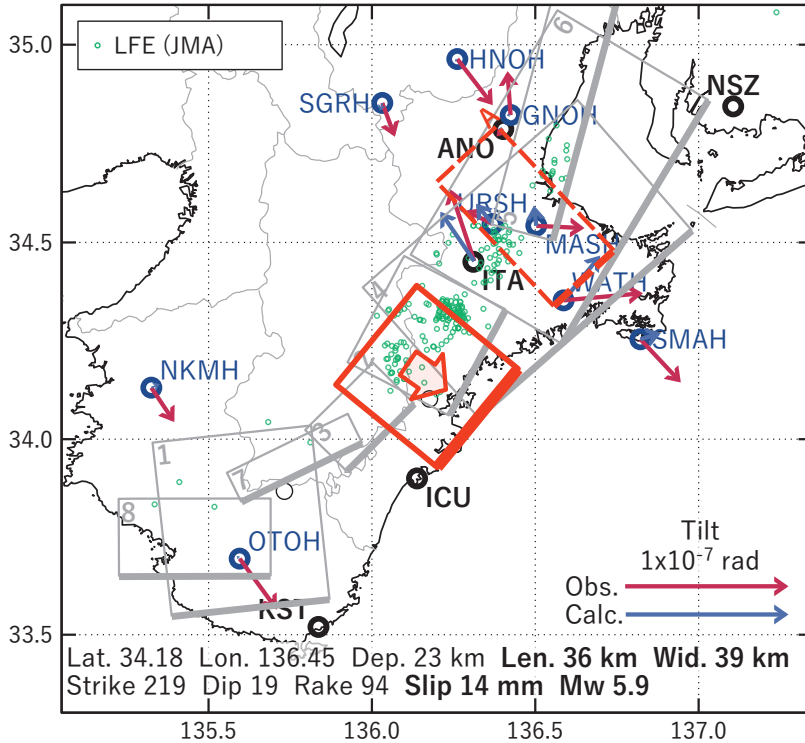 35.0
34.5
34.0
33.5
135.5
136.0
136.5
137.0
LFE (JMA)
HNOH
NSZ
SGRH
GNOH
ANO
A
6
5
URSH
MASH
ITA
WATH
4
SMAH
NKMH
3
1
7
ICU
8
OTOH
KST
Tilt
1x10⁻⁷ rad
Obs.
Calc.
Lat. 34.18 Lon. 136.45 Dep. 23 km Len. 36 km Wid. 39 km
Strike 219 Dip 19 Rake 94 Slip 14 mm Mw 5.9